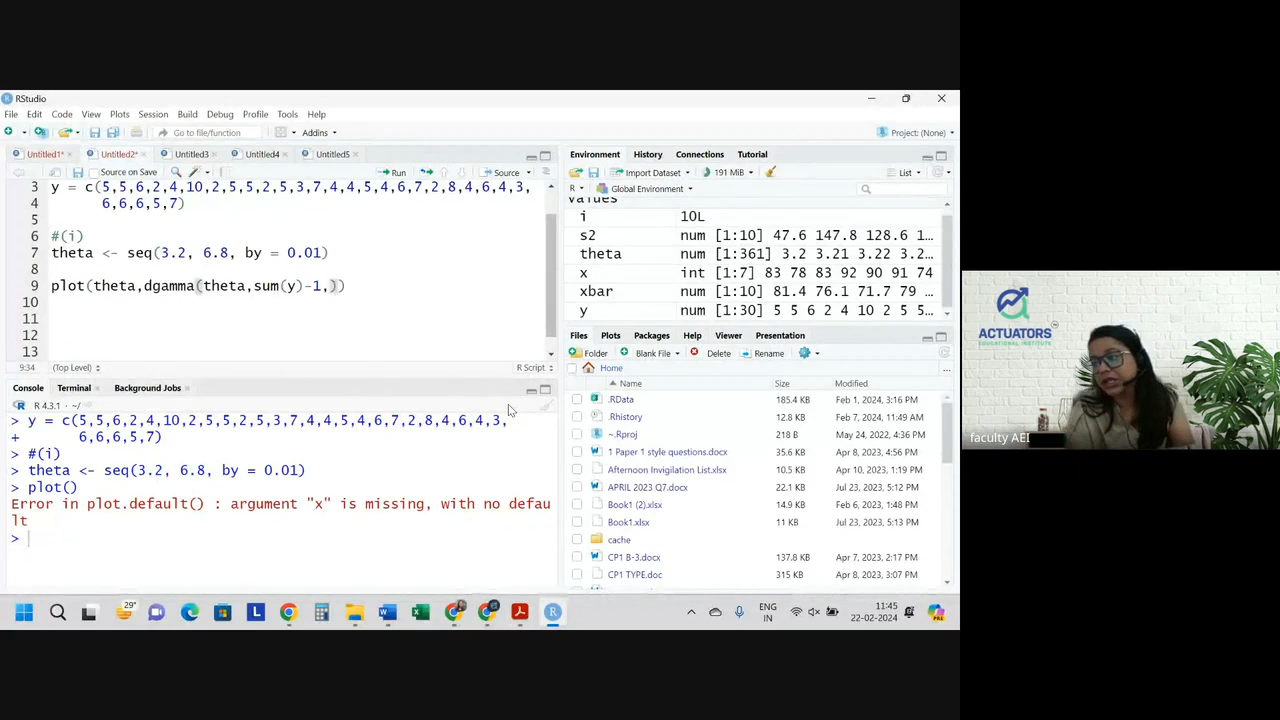 RStudio
File Edit Code View Plots Session Build Debug Profile Tools Help
Go to file/function Addins Project: (None)
Untitled1* Untitled2* Untitled3 Untitled4 Untitled5
Source on Save Run Source
3 y = c(5,5,6,2,4,10,2,5,5,2,5,3,7,4,4,5,4,6,7,2,8,4,6,4,3,
4 6,6,6,5,7)
5
6 #(i)
7 theta <- seq(3.2, 6.8, by = 0.01)
8
9 plot(theta,dgamma(theta,sum(y)-1,))
10
11
12
13
9:34 (Top Level) R Script
Console Terminal Background Jobs
R 4.3.1 · ~/
> y = c(5,5,6,2,4,10,2,5,5,2,5,3,7,4,4,5,4,6,7,2,8,4,6,4,3,
+ 6,6,6,5,7)
> #(i)
> theta <- seq(3.2, 6.8, by = 0.01)
> plot()
Error in plot.default() : argument "x" is missing, with no defau
lt
>
Environment History Connections Tutorial
Import Dataset 191 MiB List
R Global Environment
values
i 10L
s2 num [1:10] 47.6 147.8 128.6 1…
theta num [1:361] 3.2 3.21 3.22 3.2…
x int [1:7] 83 78 83 92 90 91 74
xbar num [1:10] 81.4 76.1 71.7 79 …
y num [1:30] 5 5 6 2 4 10 2 5 5…
Files Plots Packages Help Viewer Presentation
Folder Blank File Delete Rename
Home
Name Size Modified
.RData 185.4 KB Feb 1, 2024, 3:16 PM
.Rhistory 12.8 KB Feb 7, 2024, 11:49 AM
~.Rproj 218 B May 24, 2022, 4:36 PM
1 Paper 1 style questions.docx 35.6 KB Apr 8, 2023, 4:56 PM
Afternoon Invigilation List.xlsx 10.5 KB Apr 10, 2023, 1:19 PM
APRIL 2023 Q7.docx 22.1 KB Jul 23, 2023, 5:13 PM
Book1 (2).xlsx 14.9 KB Feb 6, 2023, 1:48 PM
Book1.xlsx 11 KB Jul 23, 2023, 5:13 PM
cache
CP1 B-3.docx 137.8 KB Apr 7, 2023, 2:17 PM
CP1 TYPE.doc 315 KB Apr 8, 2023, 3:07 PM
29°
ENG
IN
11:45
22-02-2024
ACTUATORS
EDUCATIONAL INSTITUTE
faculty AEI